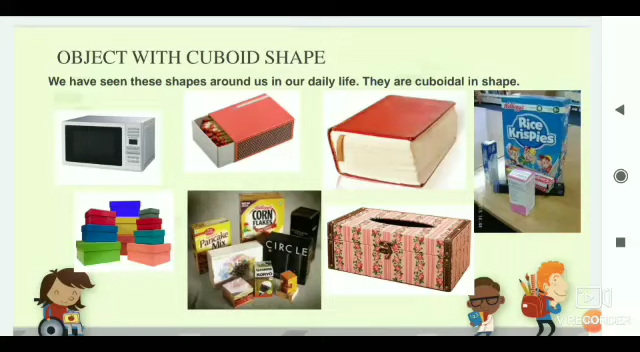 OBJECT WITH CUBOID SHAPE
We have seen these shapes around us in our daily life. They are cuboidal in shape.
Rice
Krispies
Pancake
Mix
CORN
FLAKES
CIRCLE
VIRECORDER